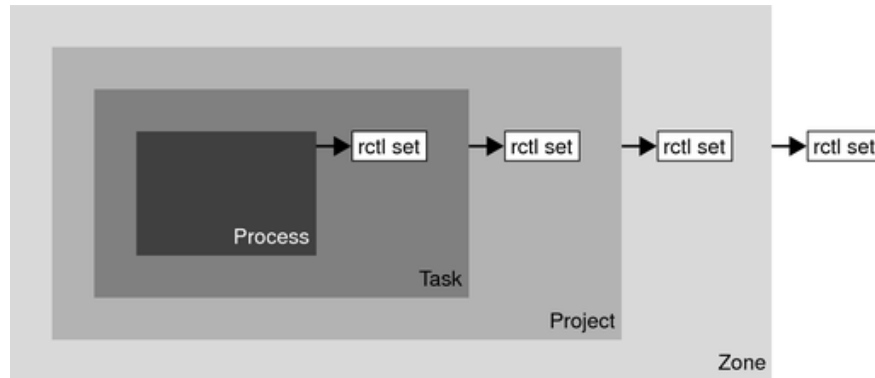 rctl set
rctl set
rctl set
rctl set
Process
Task
Project
Zone